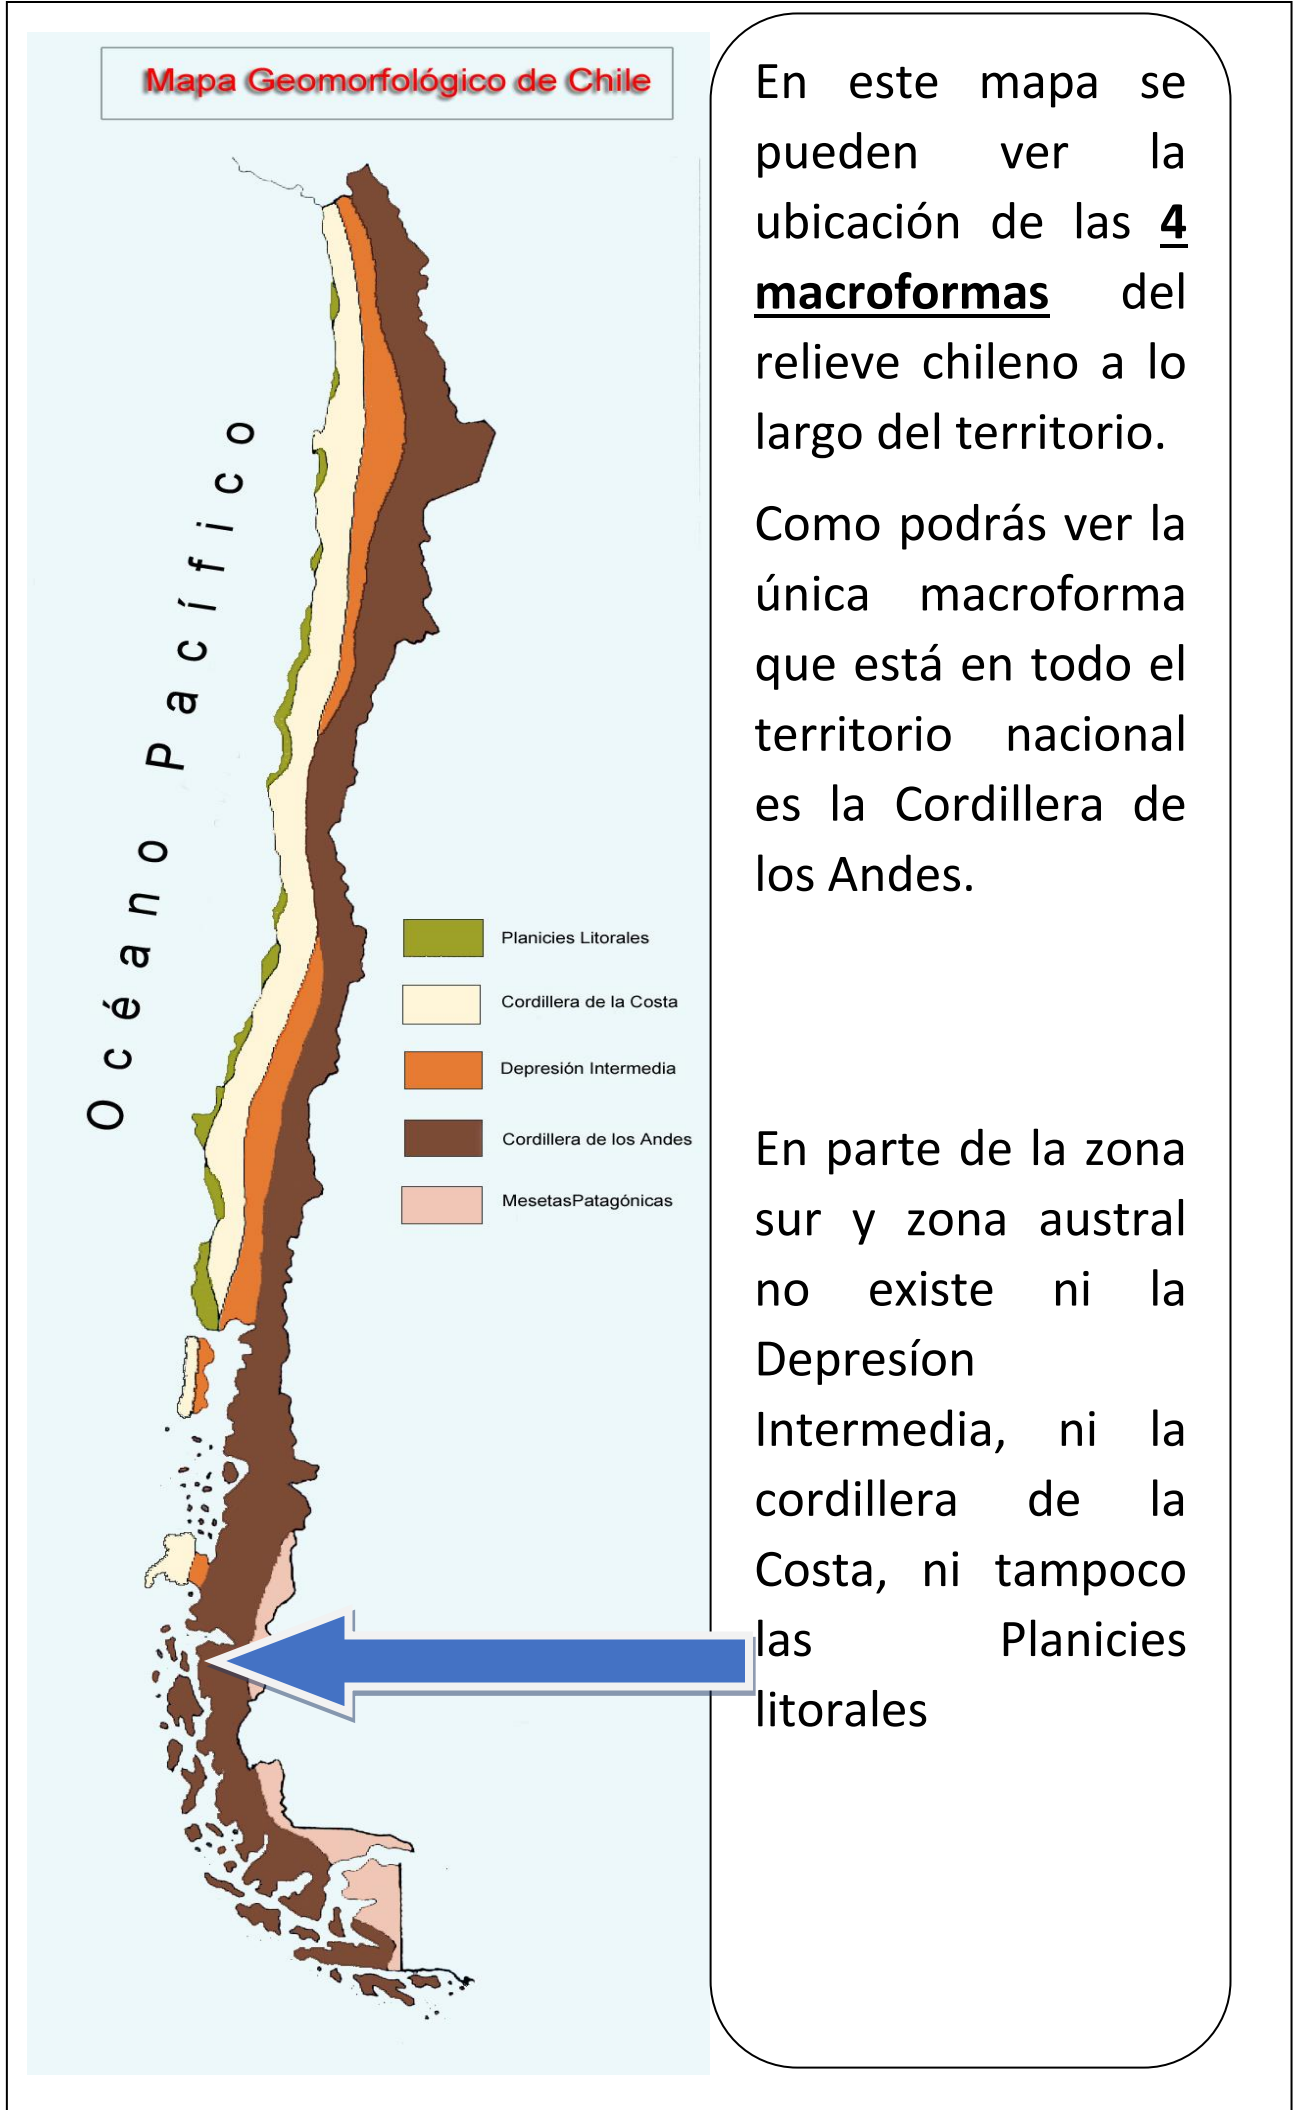 Mapa Geomorfológico de Chile
Océano Pacífico
Planicies Litorales
Cordillera de la Costa
Depresión Intermedia
Cordillera de los Andes
MesetasPatagónicas
En este mapa se
pueden ver la
ubicación de las 4
macroformas del
relieve chileno a lo
largo del territorio.
Como podrás ver la
única macroforma
que está en todo el
territorio nacional
es la Cordillera de
los Andes.
En parte de la zona
sur y zona austral
no existe ni la
Depresíon
Intermedia, ni la
cordillera de la
Costa, ni tampoco
las Planicies
litorales